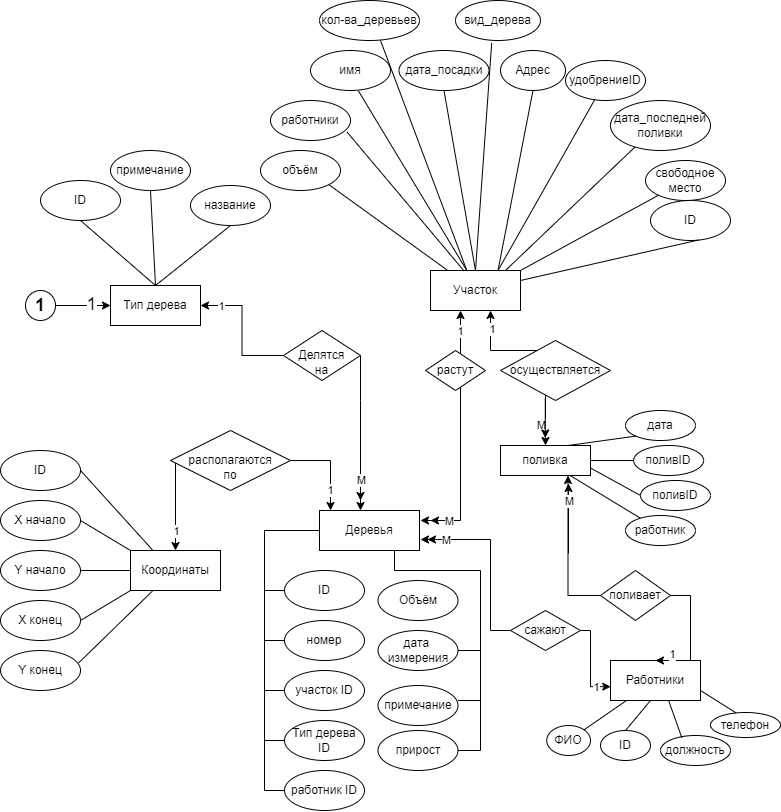 кол-ва_деревьев
вид_дерева
имя
дата_посадки
Адрес
удобрениеID
работники
дата_последней
поливки
объём
свободное
место
ID
примечание
ID
название
Участок
1
1
Тип дерева
1
1
1
Делятся
на
растут
осуществляется
М
дата
поливID
поливID
работник
поливка
располагаются
по
М
1
М
М
М
1
Деревья
ID
X начало
Y начало
X конец
Y конец
Координаты
ID
номер
участок ID
Тип дерева
ID
работник ID
Объём
дата
измерения
примечание
прирост
сажают
поливает
1
1
Работники
ФИО
ID
должность
телефон